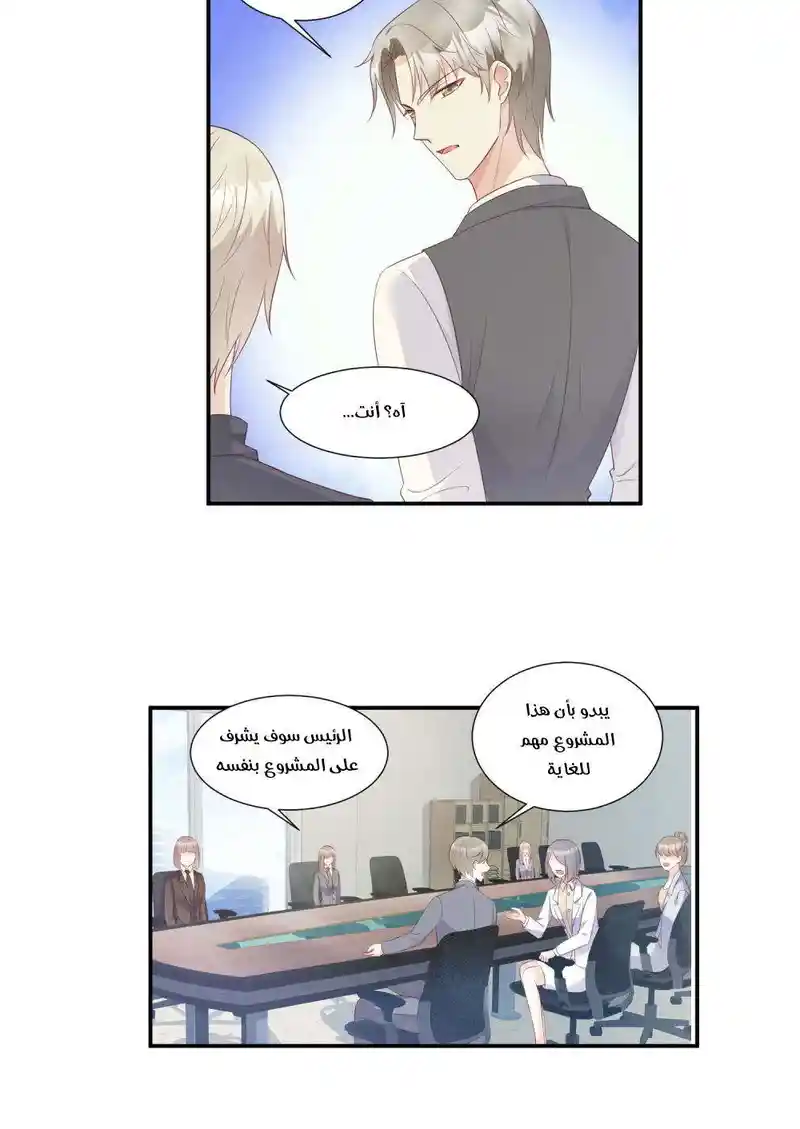 آه؟ أنت...
يبدو بأن هذا
المشروع مهم
للغاية
الرئيس سوف يشرف
على المشروع بنفسه